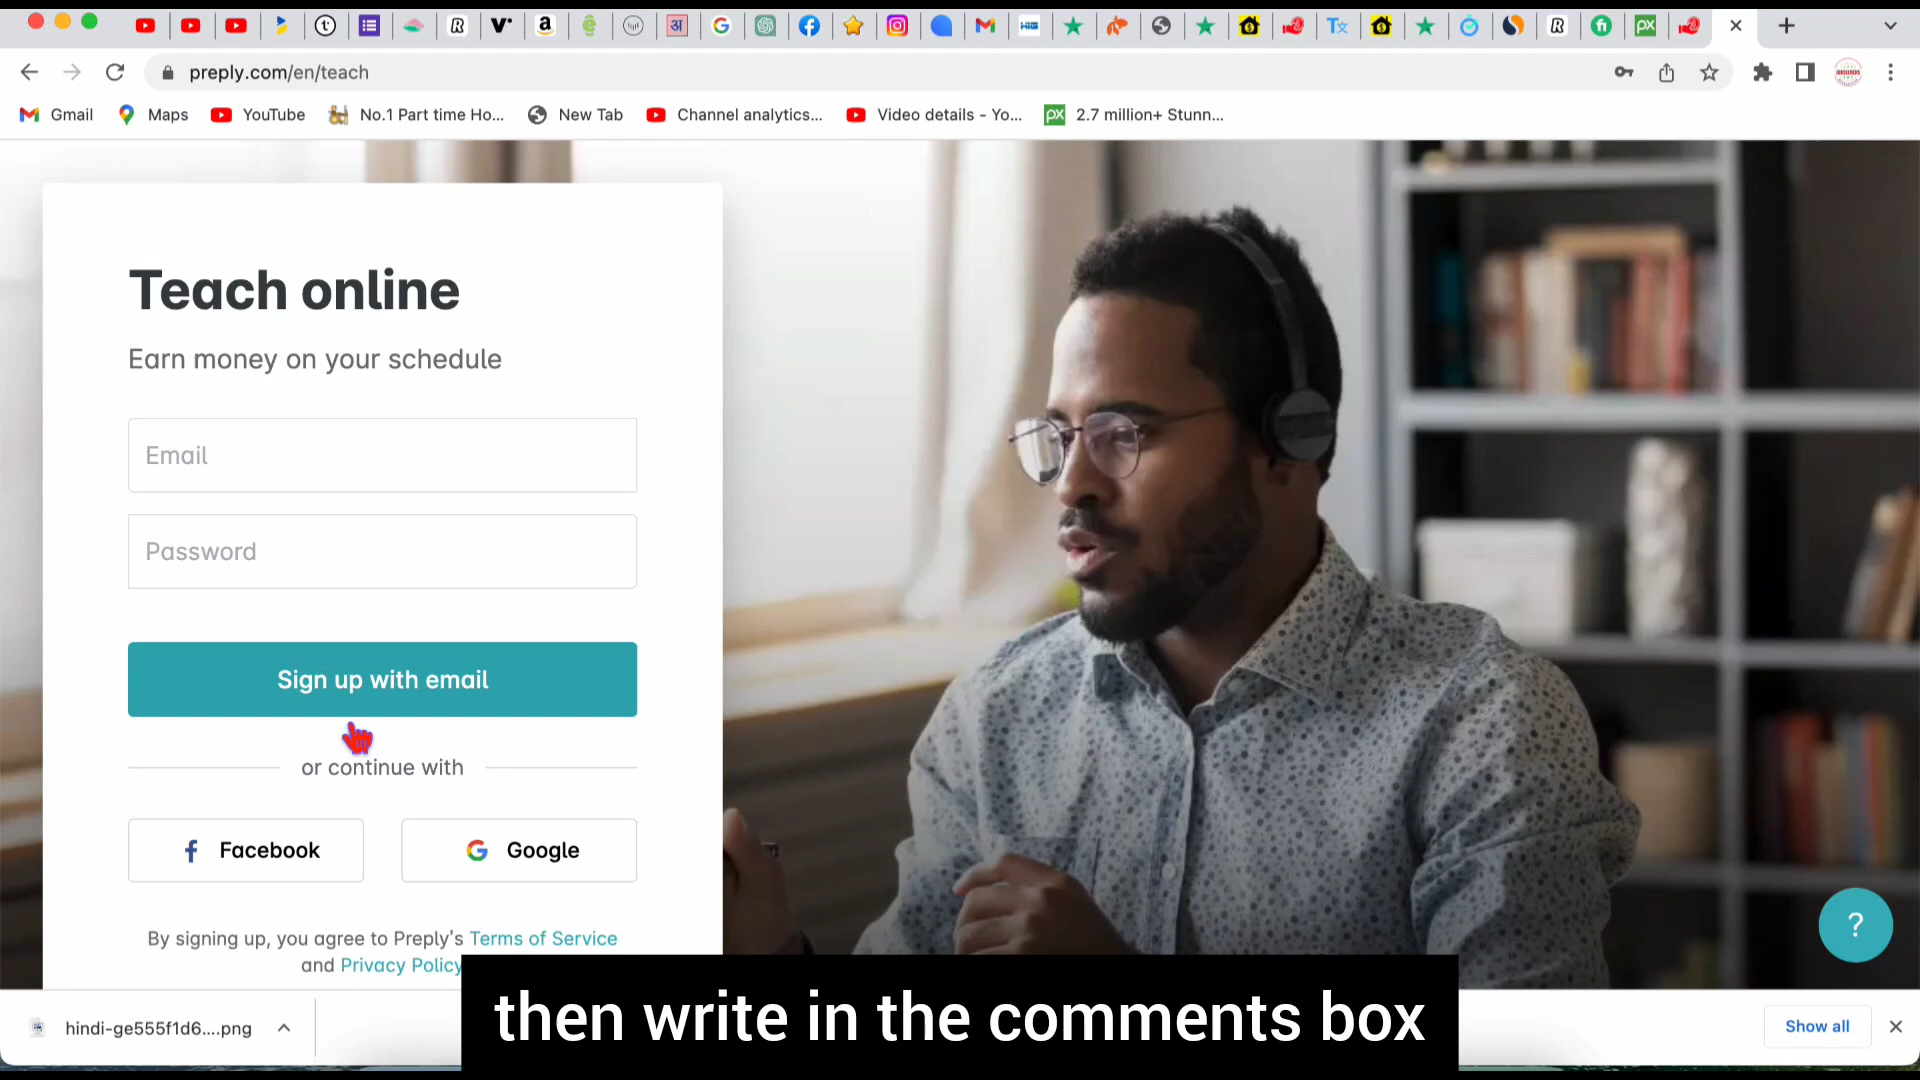 preply.com/en/teach
Gmail Maps YouTube No.1 Part time Ho... New Tab Channel analytics... Video details - Yo... 2.7 million+ Stunn...
Teach online
Earn money on your schedule
Email
Password
Sign up with email
or continue with
Facebook Google
By signing up, you agree to Preply's Terms of Service
and Privacy Policy
?
hindi-ge555f1d6....png
Show all
then write in the comments box